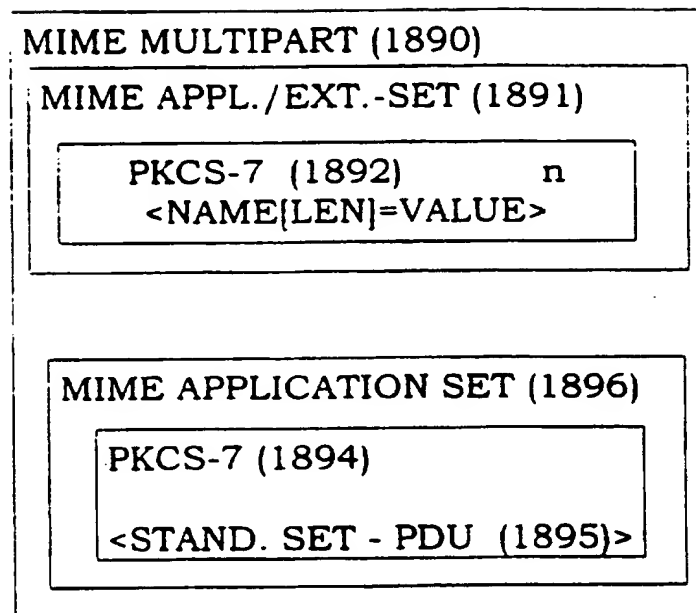 MIME MULTIPART (1890)
MIME APPL./EXT.-SET (1891)
PKCS-7 (1892) n
<NAME[LEN]=VALUE>
MIME APPLICATION SET (1896)
PKCS-7 (1894)
<STAND. SET - PDU (1895)>